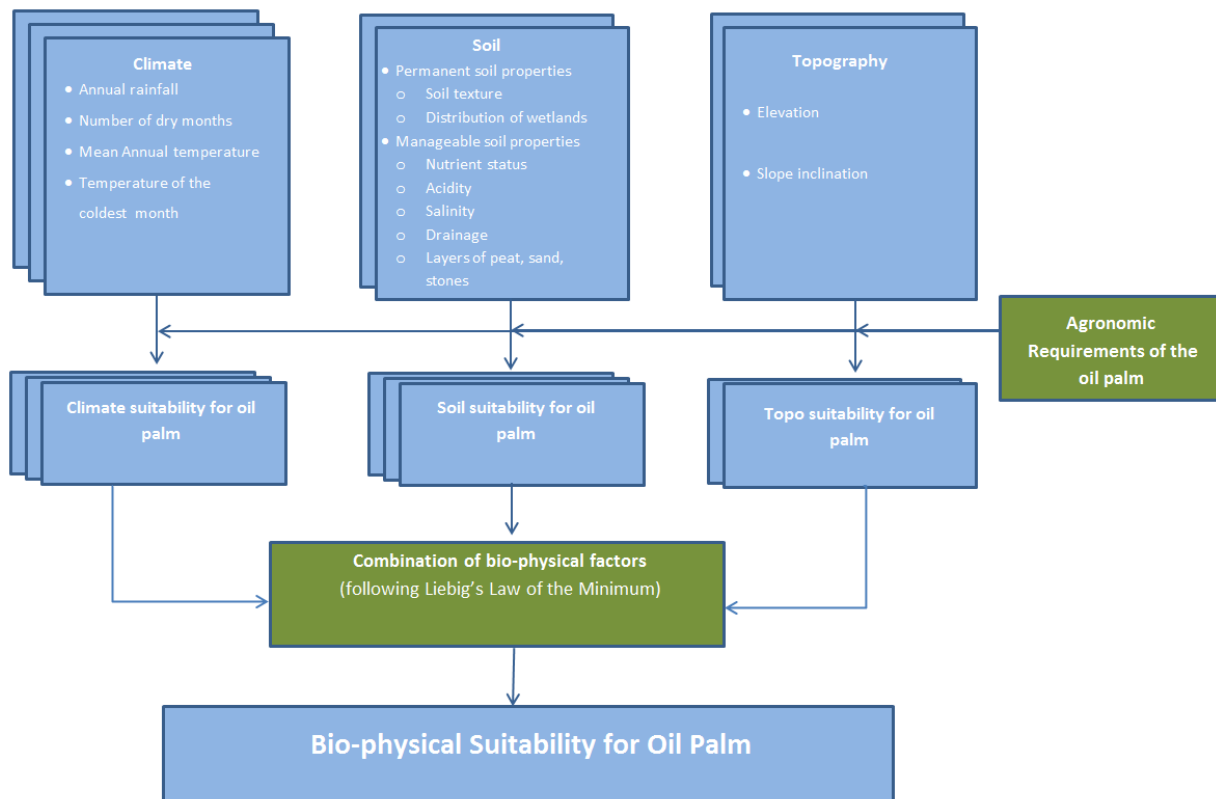 Climate
• Annual rainfall
• Number of dry months
• Mean Annual temperature
• Temperature of the
coldest month
Soil
• Permanent soil properties
o Soil texture
o Distribution of wetlands
• Manageable soil properties
o Nutrient status
o Acidity
o Salinity
o Drainage
o Layers of peat, sand,
stones
Topography
• Elevation
• Slope inclination
Agronomic
Requirements of the
oil palm
Climate suitability for oil
palm
Soil suitability for oil
palm
Topo suitability for oil
palm
Combination of bio-physical factors
(following Liebig's Law of the Minimum)
Bio-physical Suitability for Oil Palm